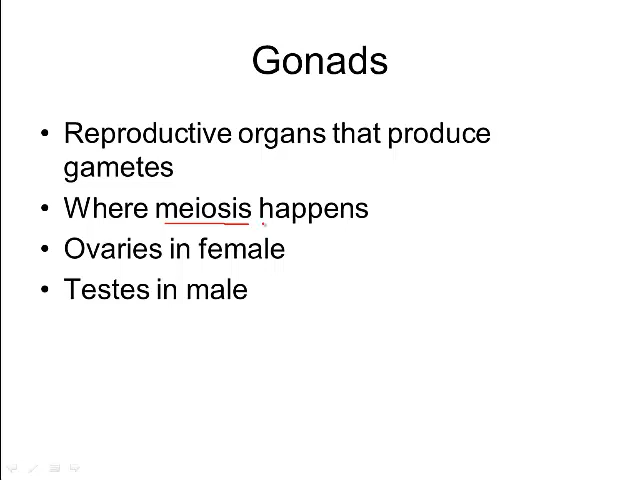 Gonads
• Reproductive organs that produce
gametes
• Where meiosis happens
• Ovaries in female
• Testes in male